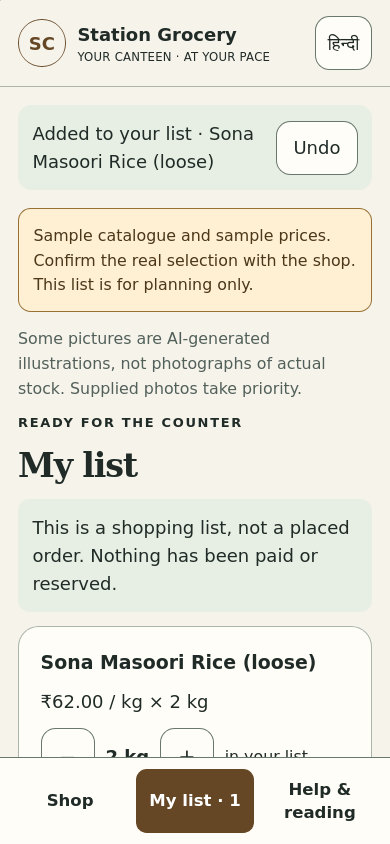 SC
Station Grocery
YOUR CANTEEN · AT YOUR PACE
हिन्दी
Added to your list · Sona
Masoori Rice (loose)
Undo
Sample catalogue and sample prices.
Confirm the real selection with the shop.
This list is for planning only.
Some pictures are AI-generated
illustrations, not photographs of actual
stock. Supplied photos take priority.
READY FOR THE COUNTER
My list
This is a shopping list, not a placed
order. Nothing has been paid or
reserved.
Sona Masoori Rice (loose)
₹62.00 / kg × 2 kg
− 2 kg + in your list
Shop
My list · 1
Help &
reading